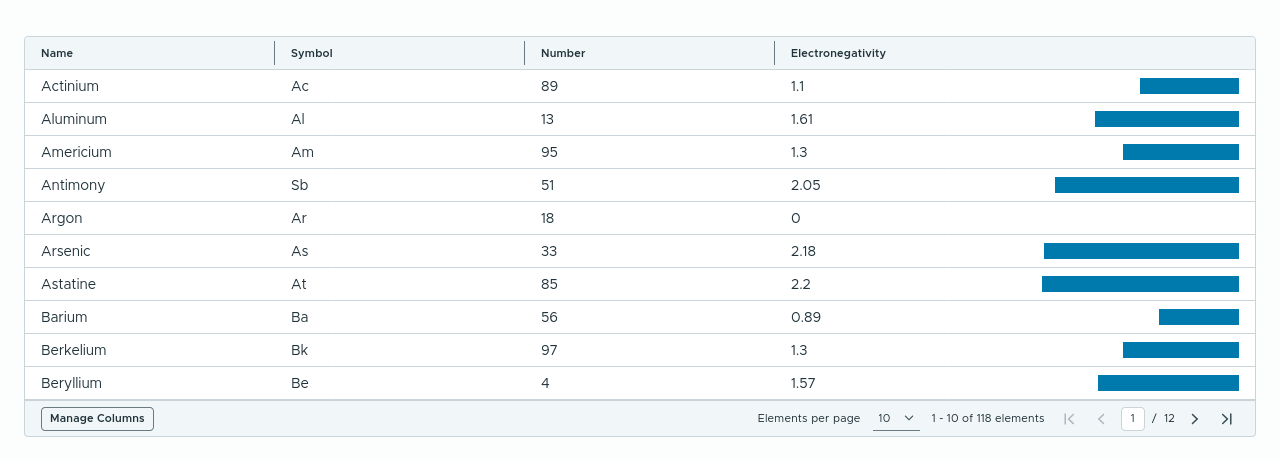 Name Symbol Number Electronegativity
Actinium Ac 89 1.1
Aluminum Al 13 1.61
Americium Am 95 1.3
Antimony Sb 51 2.05
Argon Ar 18 0
Arsenic As 33 2.18
Astatine At 85 2.2
Barium Ba 56 0.89
Berkelium Bk 97 1.3
Beryllium Be 4 1.57
Manage Columns Elements per page 10 1 - 10 of 118 elements 1 / 12